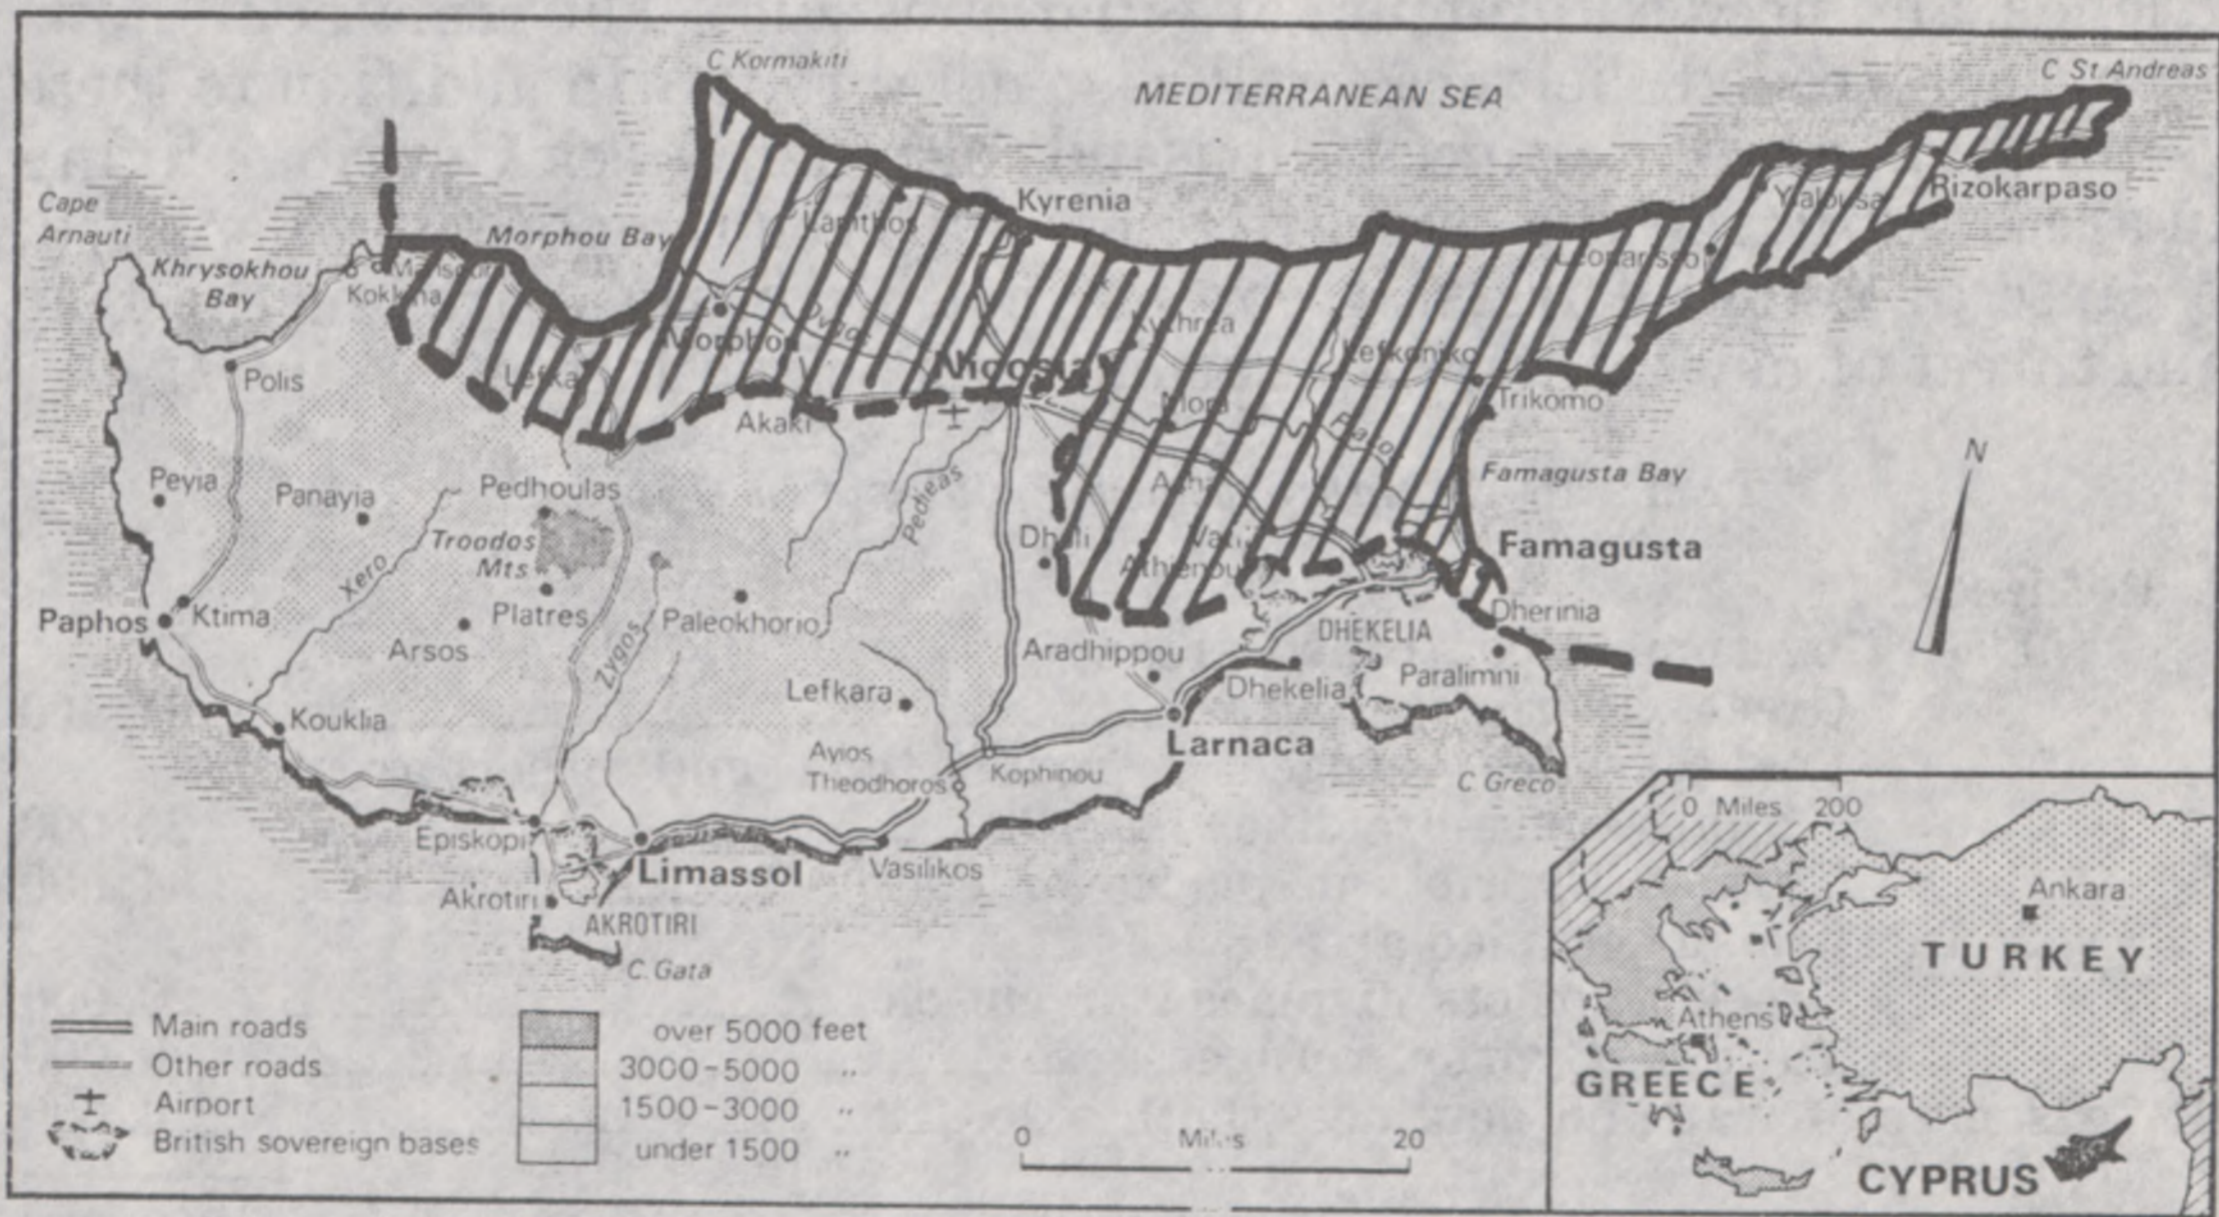 C Kormakiti
C St Andreas
MEDITERRANEAN SEA
Cape
Arnauti
Kyrenia
Rizokarpaso
Yialousa
Lapithos
Morphou Bay
Khrysokhou
Bay
Mansoura
Kokkina
Leonarisso
Morphou
Kythrea
Lefkoniko
Nicosia
Polis
Lefka
Akaki
Trikomo
Famagusta Bay
N
Peyia
Panayia
Pedhoulas
Pedieas
Troodos
Mts
Xero
Dhali
Famagusta
Paphos
Ktima
Platres
Paleokhorio
Arsos
Zygos
Dherinia
DHEKELIA
Aradhippou
Paralimni
Lefkara
Dhekelia
Kouklia
Larnaca
Ayios
Theodhoros
Kophinou
C Greco
Episkopi
Limassol
Vasilikos
Akrotiri
AKROTIRI
C. Gata
Main roads
Other roads
Airport
British sovereign bases
over 5000 feet
3000-5000 "
1500-3000 "
under 1500 "
0 Miles 20
0 Miles 200
Ankara
TURKEY
Athens
GREECE
CYPRUS